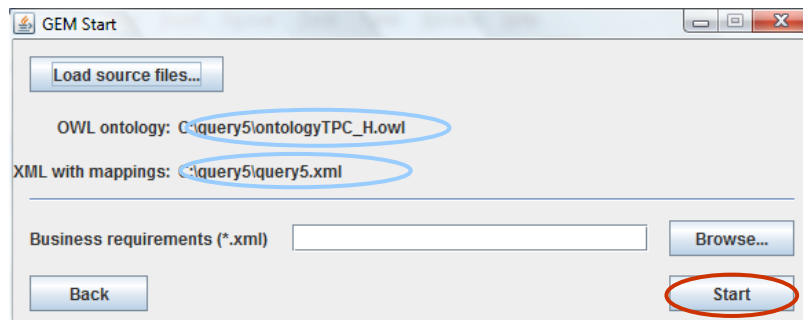 GEM Start
Load source files...
OWL ontology: C:\query5\ontologyTPC_H.owl
XML with mappings: C:\query5\query5.xml
Business requirements (*.xml)
Browse...
Back
Start